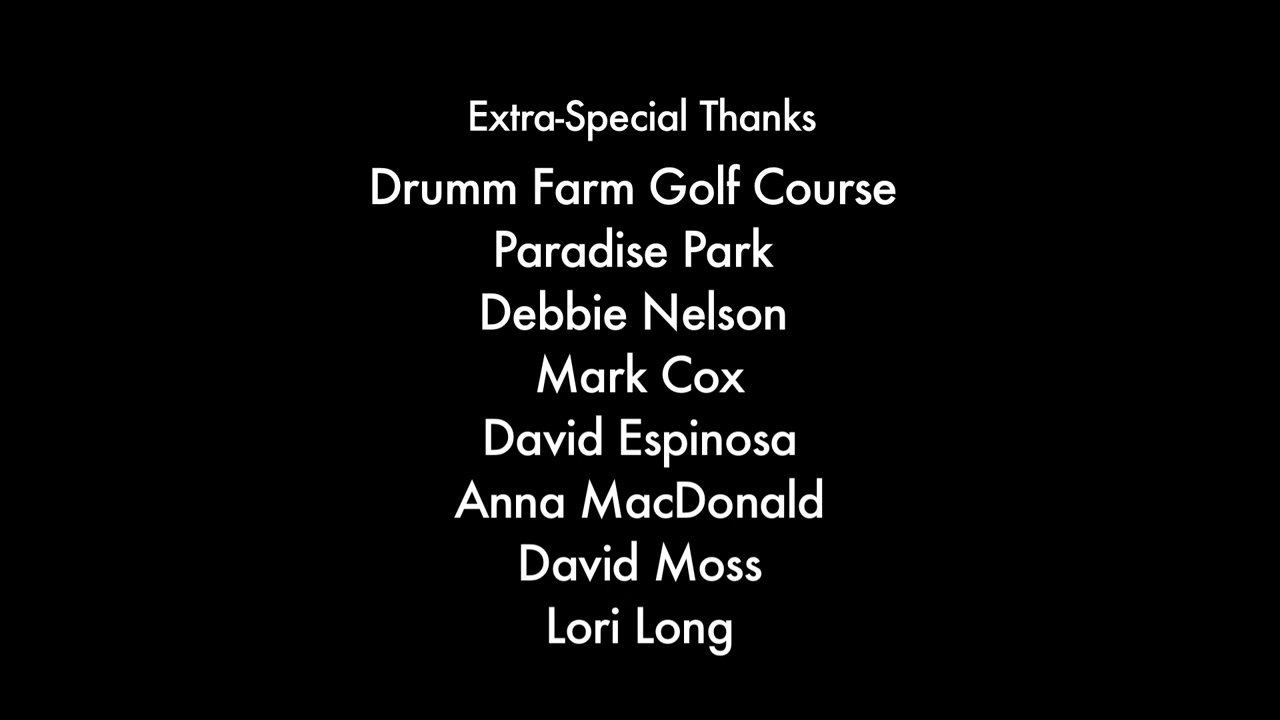 Extra-Special Thanks
Drumm Farm Golf Course
Paradise Park
Debbie Nelson
Mark Cox
David Espinosa
Anna MacDonald
David Moss
Lori Long